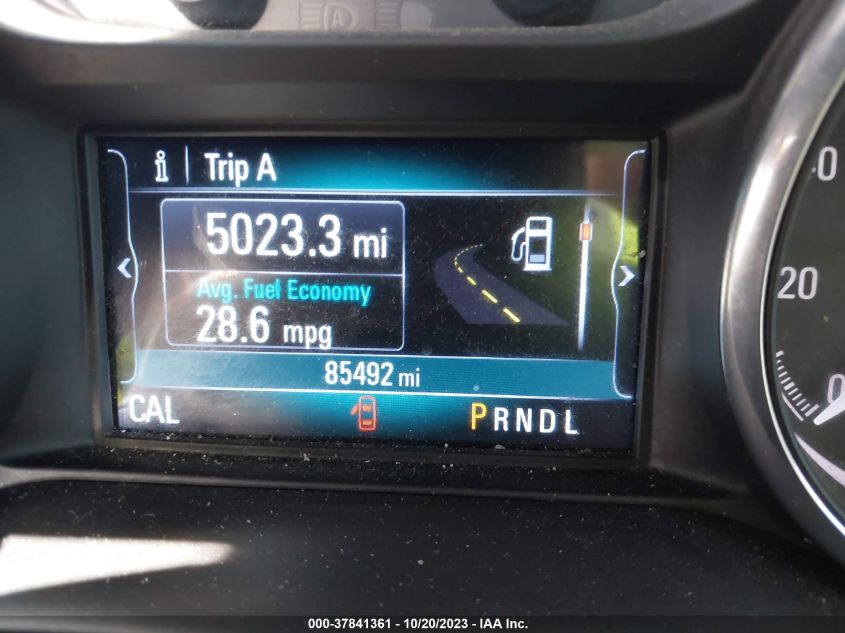 A
i Trip A
5023.3 mi
Avg. Fuel Economy
28.6 mpg
85492 mi
CAL
PRNDL
20
0
000-37841361 - 10/20/2023 - IAA Inc.